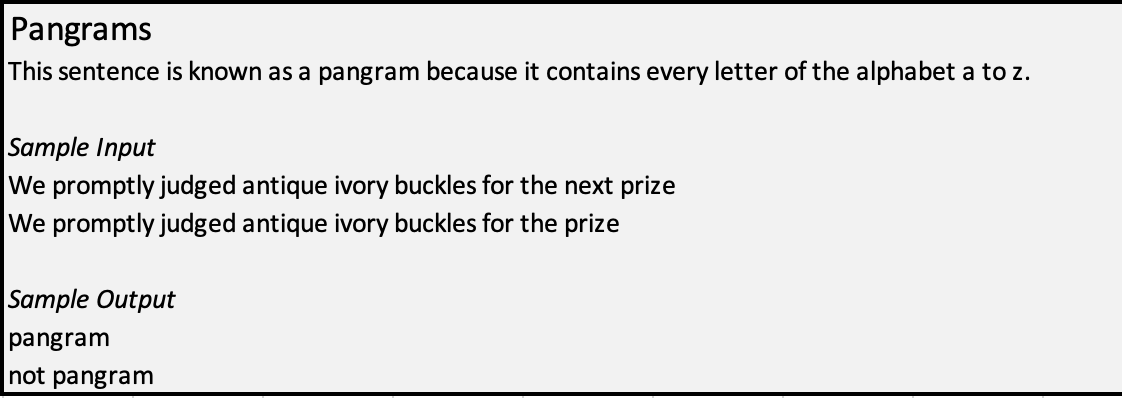 Pangrams
This sentence is known as a pangram because it contains every letter of the alphabet a to z.
Sample Input
We promptly judged antique ivory buckles for the next prize
We promptly judged antique ivory buckles for the prize
Sample Output
pangram
not pangram